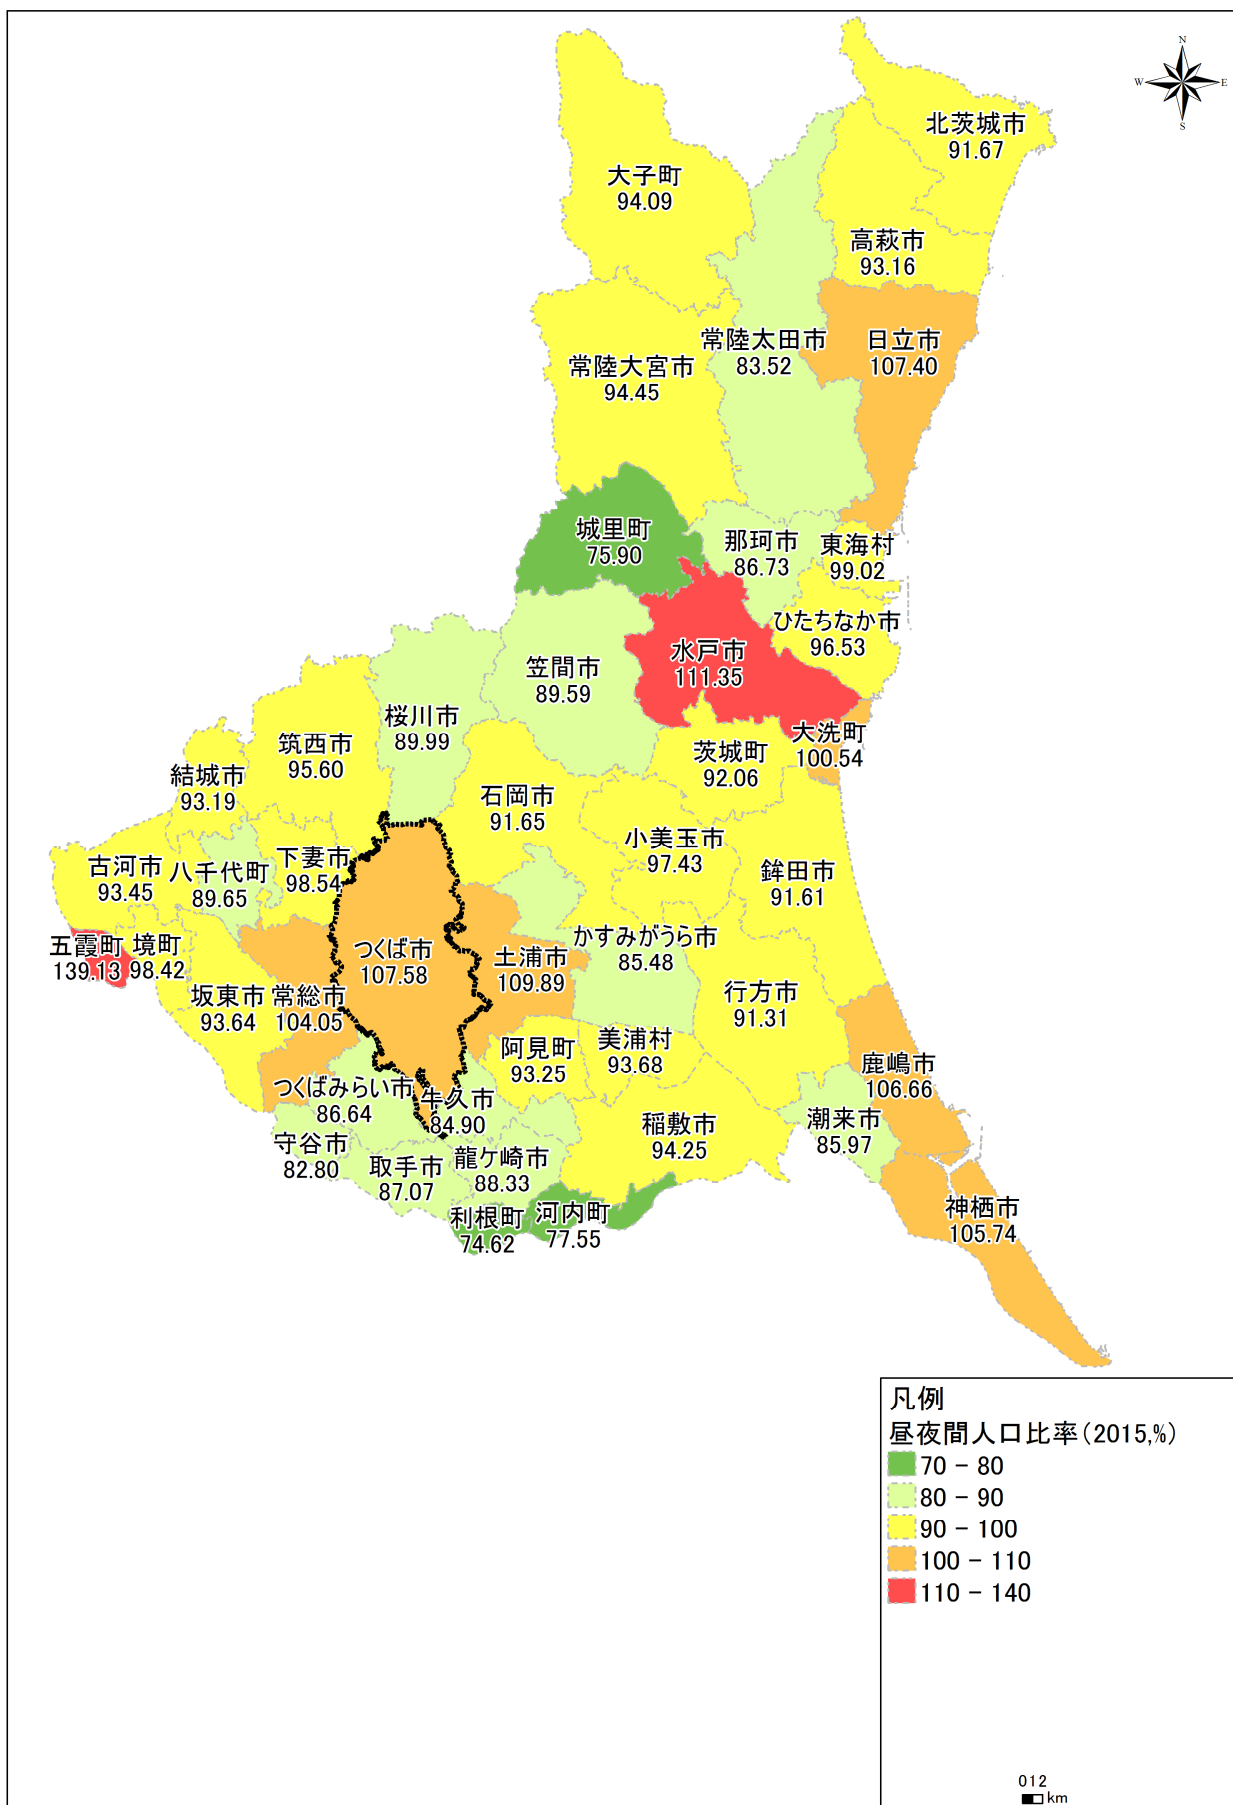 N
W
E
S
北茨城市
91.67
大子町
94.09
高萩市
93.16
常陸太田市
83.52
日立市
107.40
常陸大宮市
94.45
城里町
75.90
那珂市
86.73
東海村
99.02
ひたちなか市
96.53
水戸市
111.35
笠間市
89.59
桜川市
89.99
大洗町
100.54
筑西市
95.60
茨城町
92.06
結城市
93.19
石岡市
91.65
小美玉市
97.43
古河市
93.45
八千代町
89.65
下妻市
98.54
鉾田市
91.61
五霞町
139.13
境町
98.42
つくば市
107.58
土浦市
109.89
かすみがうら市
85.48
坂東市
93.64
常総市
104.05
行方市
91.31
阿見町
93.25
美浦村
93.68
鹿嶋市
106.66
つくばみらい市
86.64
牛久市
84.90
稲敷市
94.25
潮来市
85.97
守谷市
82.80
取手市
87.07
龍ケ崎市
88.33
利根町
74.62
河内町
77.55
神栖市
105.74
凡例
昼夜間人口比率(2015,%)
70 - 80
80 - 90
90 - 100
100 - 110
110 - 140
0 1 2
km